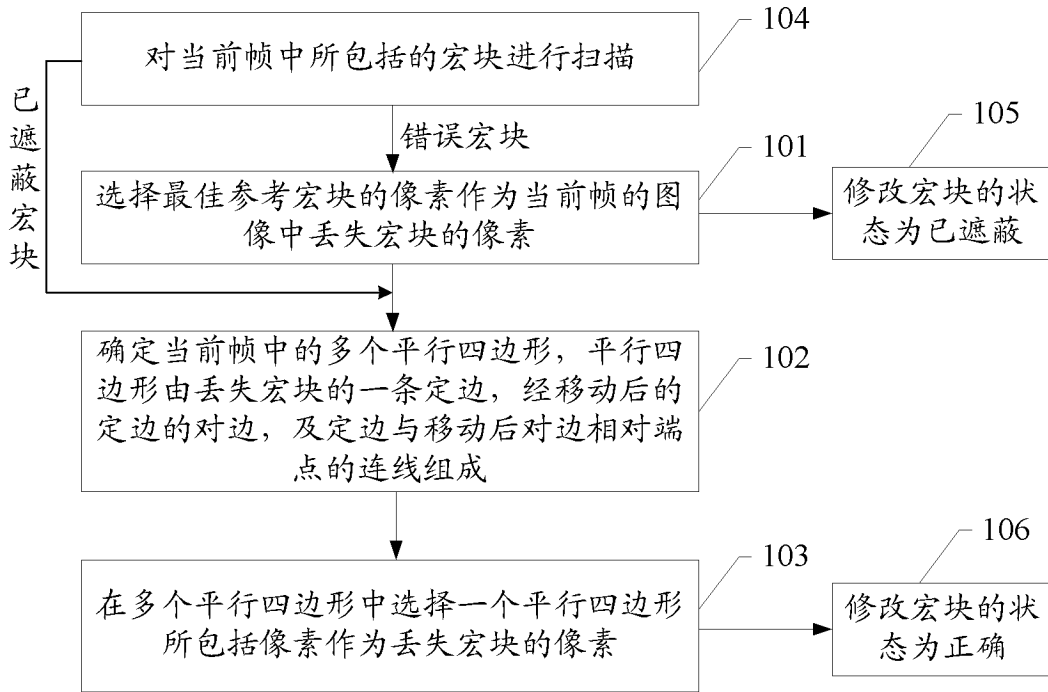 104
对当前帧中所包括的宏块进行扫描
已遮蔽宏块
错误宏块
101
105
选择最佳参考宏块的像素作为当前帧的图
像中丢失宏块的像素
修改宏块的状
态为已遮蔽
102
确定当前帧中的多个平行四边形，平行四
边形由丢失宏块的一条定边，经移动后的
定边的对边，及定边与移动后对边相对端
点的连线组成
103
106
在多个平行四边形中选择一个平行四边形
所包括像素作为丢失宏块的像素
修改宏块的状
态为正确